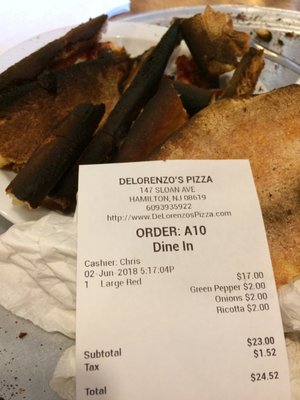 DELORENZO'S PIZZA
147 SLOAN AVE
HAMILTON, NJ 08619
6093935922
http://www.DeLorenzosPizza.com
ORDER: A10
Dine In
Cashier: Chris
02-Jun-2018 5:17:04P
1 Large Red $17.00
Green Pepper $2.00
Onions $2.00
Ricotta $2.00
Subtotal $23.00
Tax $1.52
Total $24.52